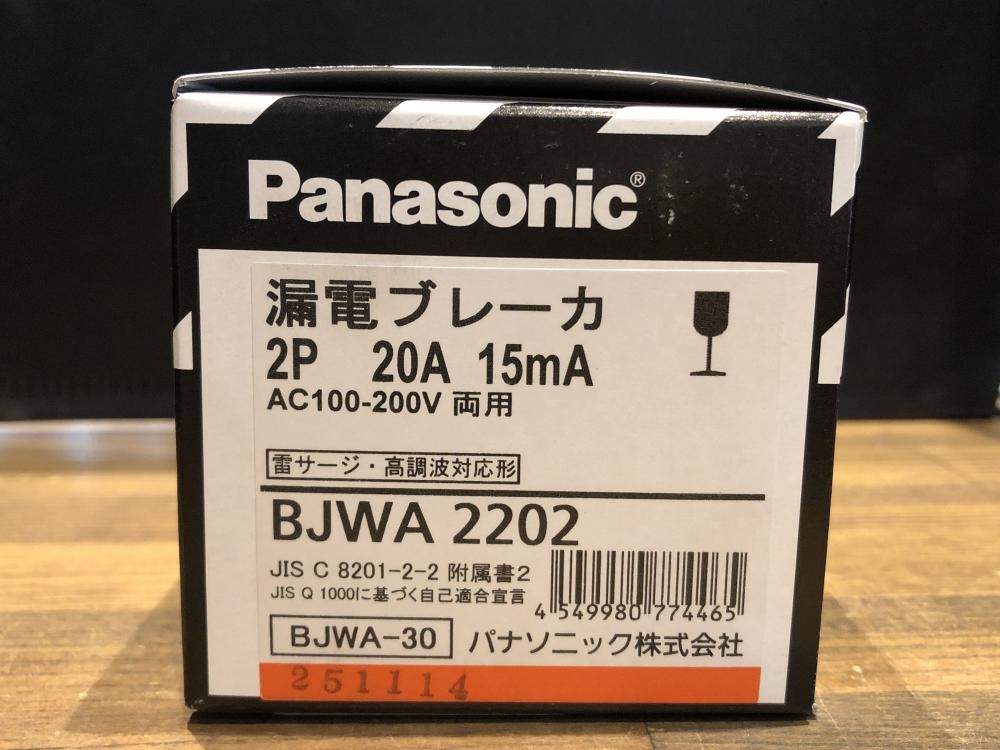 Panasonic®
漏電ブレーカ
2P 20A 15mA
AC100-200V 両用
雷サージ・高調波対応形
BJWA 2202
JIS C 8201-2-2 附属書2
JIS Q 1000に基づく自己適合宣言
4 549980 774465
BJWA-30 パナソニック株式会社
251114